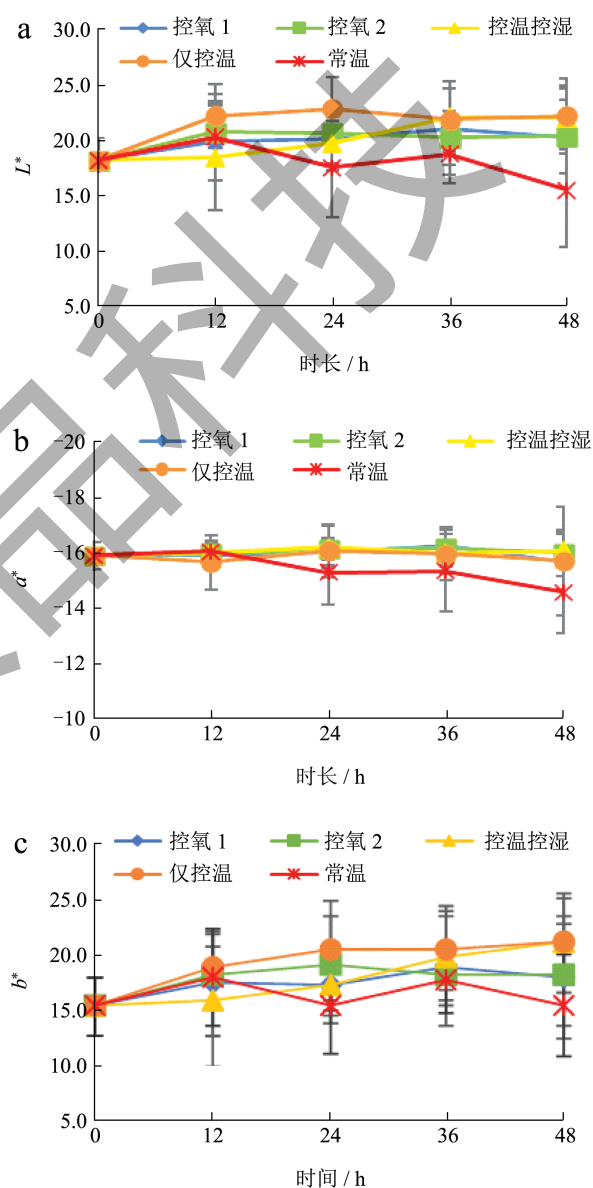 a
控氧 1 控氧 2 控温控湿
仅控温 常温
30.0
25.0
20.0
15.0
10.0
5.0
L*
0 12 24 36 48
时长 / h
b
控氧 1 控氧 2 控温控湿
仅控温 常温
−20
−18
−16
−14
−12
−10
a*
0 12 24 36 48
时长 / h
c
控氧 1 控氧 2 控温控湿
仅控温 常温
30.0
25.0
20.0
15.0
10.0
5.0
b*
0 12 24 36 48
时间 / h
品科技